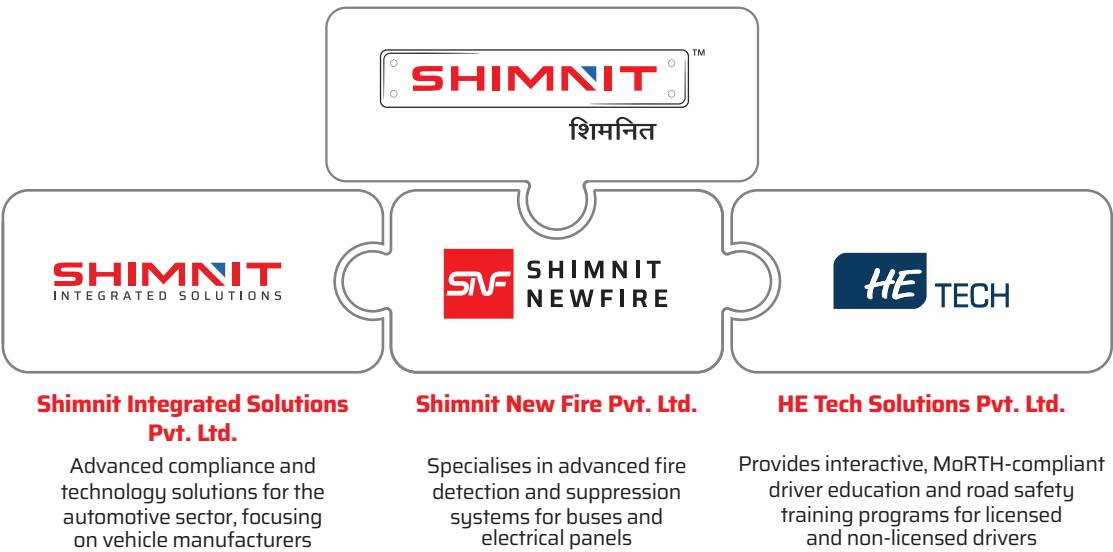 SHIMNIT™
शिमनित
SHIMNIT
INTEGRATED SOLUTIONS
SNF
SHIMNIT
NEWFIRE
HE TECH
Shimnit Integrated Solutions
Pvt. Ltd.
Advanced compliance and
technology solutions for the
automotive sector, focusing
on vehicle manufacturers
Shimnit New Fire Pvt. Ltd.
Specialises in advanced fire
detection and suppression
systems for buses and
electrical panels
HE Tech Solutions Pvt. Ltd.
Provides interactive, MoRTH-compliant
driver education and road safety
training programs for licensed
and non-licensed drivers